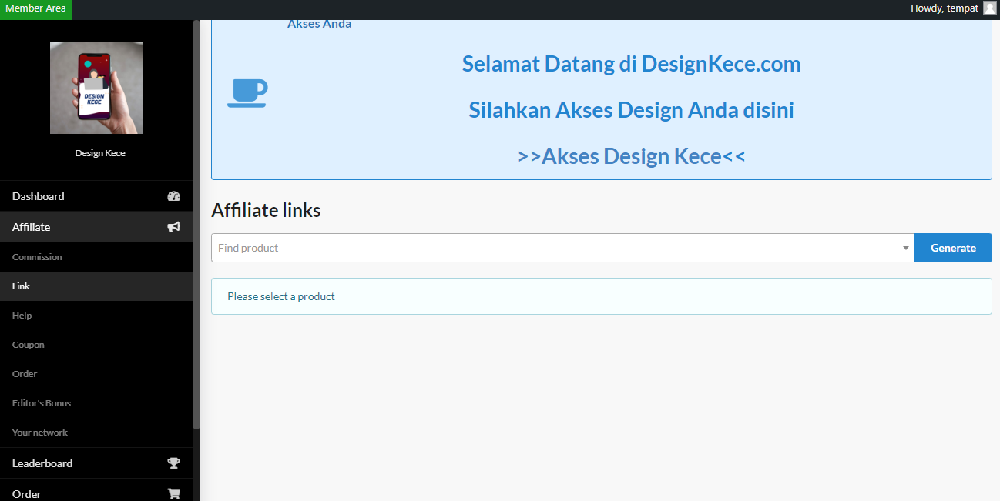 Member Area
Howdy, tempat
DESIGN
KECE
Design Kece
Dashboard
Affiliate
Commission
Link
Help
Coupon
Order
Editor's Bonus
Your network
Leaderboard
Order
Akses Anda
Selamat Datang di DesignKece.com
Silahkan Akses Design Anda disini
>>Akses Design Kece<<
Affiliate links
Find product
Generate
Please select a product